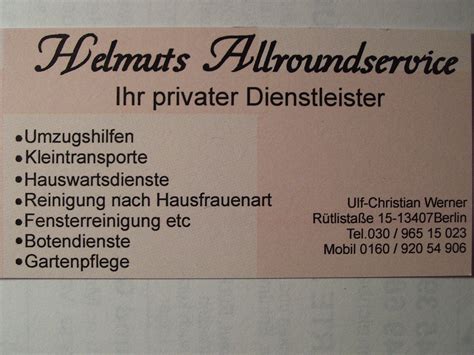 Helmuts Allroundservice
Ihr privater Dienstleister
•Umzugshilfen
•Kleintransporte
•Hauswartsdienste
•Reinigung nach Hausfrauenart
•Fensterreinigung etc
•Botendienste
•Gartenpflege
Ulf-Christian Werner
Rütlistaße 15-13407Berlin
Tel.030 / 965 15 023
Mobil 0160 / 920 54 906